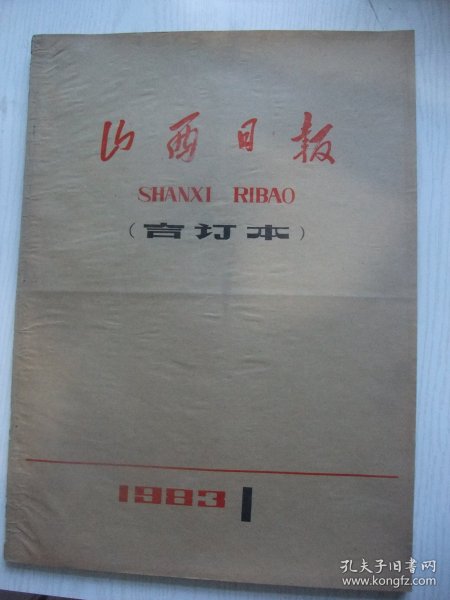 山西日报
SHANXI RIBAO
(合订本)
1983 1
孔夫子旧书网
www.kongfz.com